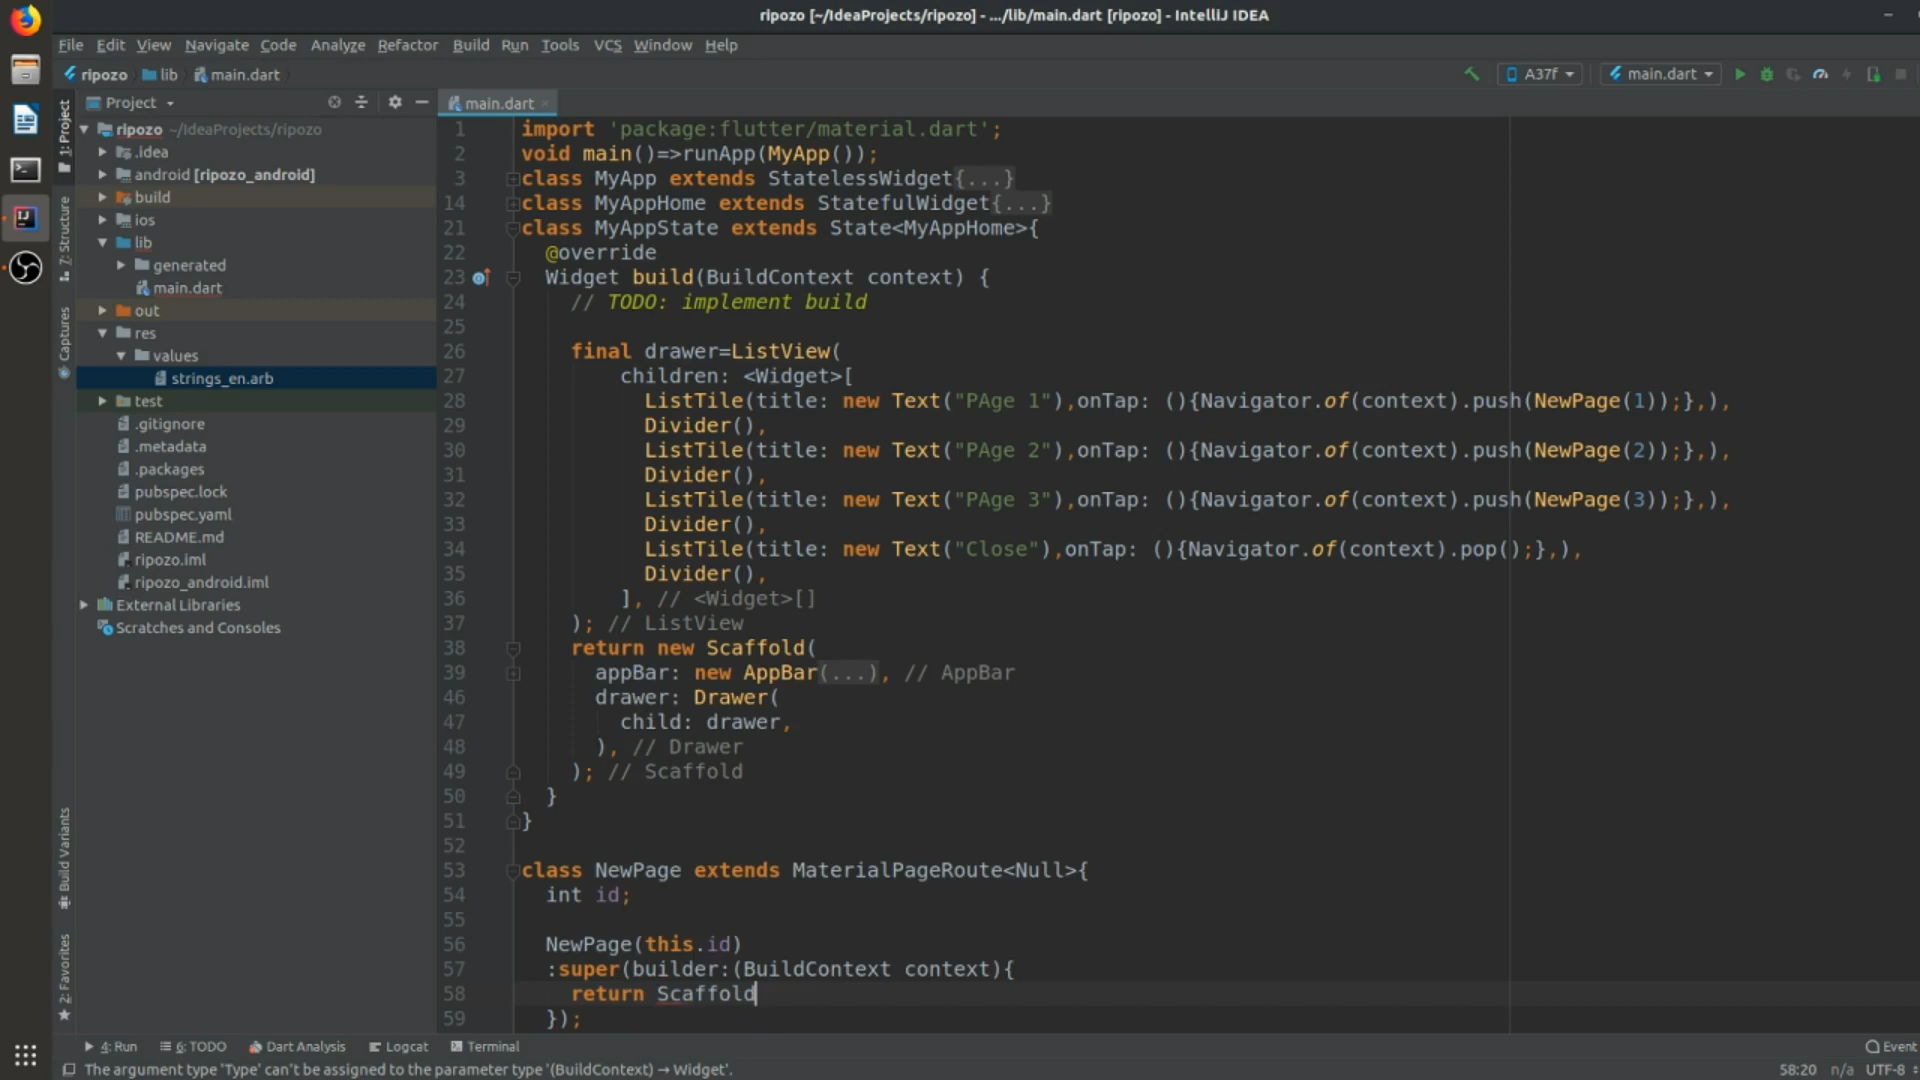 ripozo [~/IdeaProjects/ripozo] - .../lib/main.dart [ripozo] - IntelliJ IDEA
File Edit View Navigate Code Analyze Refactor Build Run Tools VCS Window Help
ripozo lib main.dart
A37f main.dart
Project
main.dart
1: Project
7: Structure
Captures
Build Variants
2: Favorites
ripozo ~/IdeaProjects/ripozo
.idea
android [ripozo_android]
build
ios
lib
generated
main.dart
out
res
values
strings_en.arb
test
.gitignore
.metadata
.packages
pubspec.lock
pubspec.yaml
README.md
ripozo.iml
ripozo_android.iml
External Libraries
Scratches and Consoles
1 import 'package:flutter/material.dart';
2 void main()=>runApp(MyApp());
3 class MyApp extends StatelessWidget{...}
14 class MyAppHome extends StatefulWidget{...}
21 class MyAppState extends State<MyAppHome>{
22 @override
23 Widget build(BuildContext context) {
24 // TODO: implement build
25
26 final drawer=ListView(
27 children: <Widget>[
28 ListTile(title: new Text("PAge 1"),onTap: (){Navigator.of(context).push(NewPage(1));},),
29 Divider(),
30 ListTile(title: new Text("PAge 2"),onTap: (){Navigator.of(context).push(NewPage(2));},),
31 Divider(),
32 ListTile(title: new Text("PAge 3"),onTap: (){Navigator.of(context).push(NewPage(3));},),
33 Divider(),
34 ListTile(title: new Text("Close"),onTap: (){Navigator.of(context).pop();},),
35 Divider(),
36 ], // <Widget>[]
37 ); // ListView
38 return new Scaffold(
39 appBar: new AppBar(...), // AppBar
46 drawer: Drawer(
47 child: drawer,
48 ), // Drawer
49 ); // Scaffold
50 }
51 }
52
53 class NewPage extends MaterialPageRoute<Null>{
54 int id;
55
56 NewPage(this.id)
57 :super(builder:(BuildContext context){
58 return Scaffold
59 });
4: Run 6: TODO Dart Analysis Logcat Terminal Event
The argument type 'Type' can't be assigned to the parameter type '(BuildContext) → Widget'. 58:20 n/a UTF-8